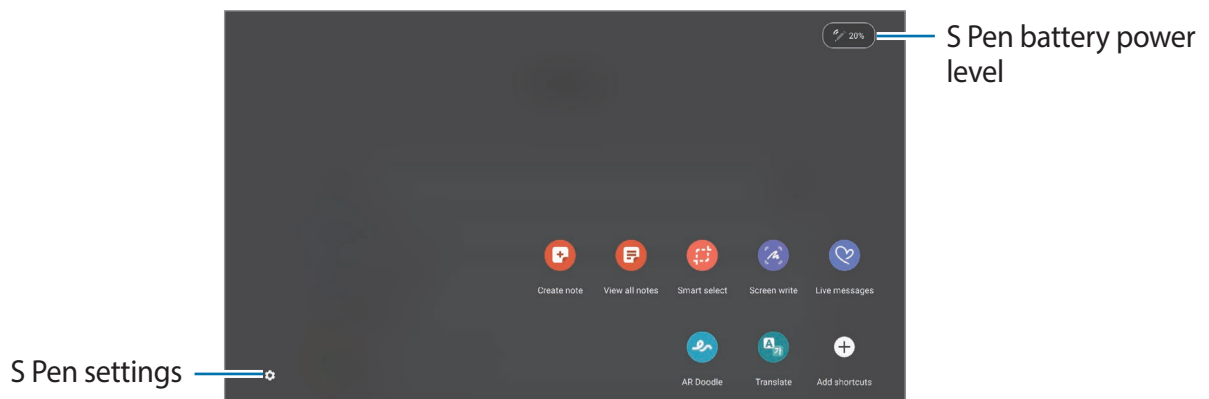 20%
S Pen battery power
level
Create note
View all notes
Smart select
Screen write
Live messages
S Pen settings
AR Doodle
Translate
Add shortcuts